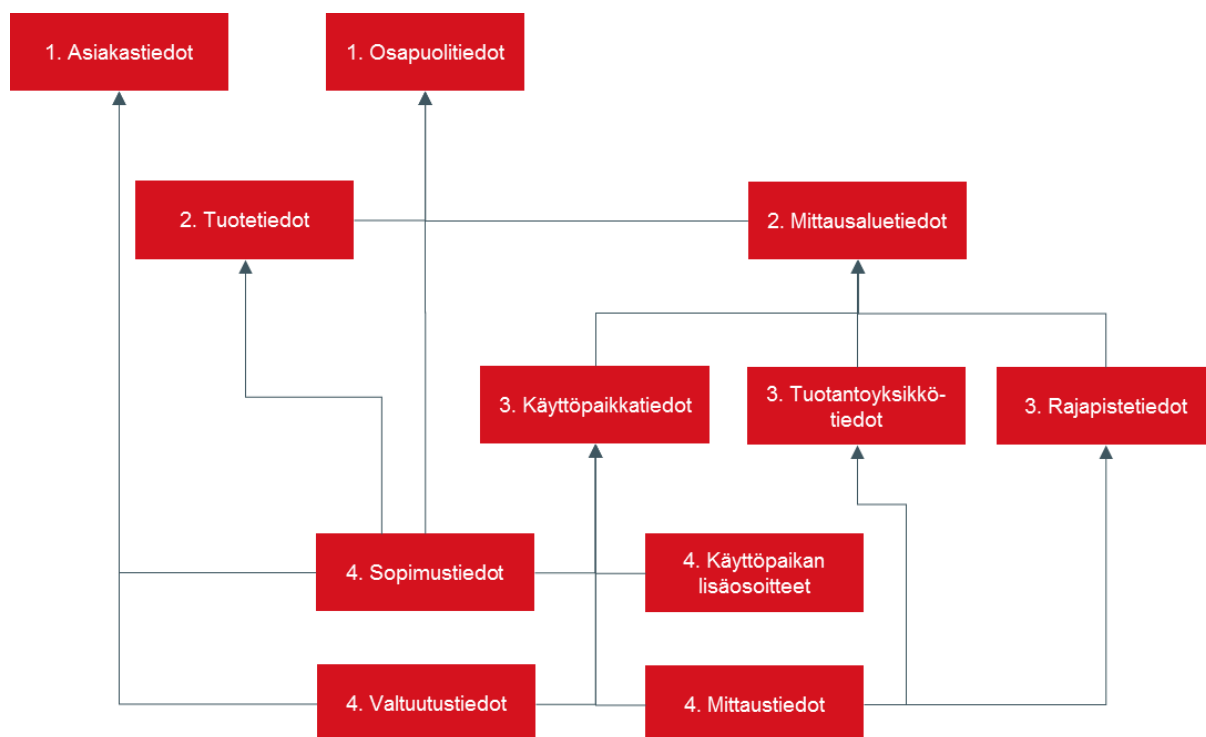 1. Asiakastiedot
1. Osapuolitiedot
2. Tuotetiedot
2. Mittausaluetiedot
3. Käyttöpaikkatiedot
3. Tuotantoyksikkö-
tiedot
3. Rajapistetiedot
4. Sopimustiedot
4. Käyttöpaikan
lisäosoitteet
4. Valtuutustiedot
4. Mittaustiedot